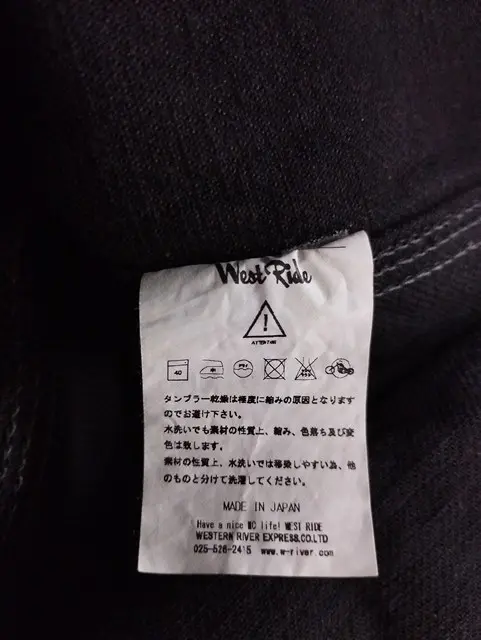 West Ride
ATTENTION
40
タンブラー乾燥は極度に縮みの原因となります
のでお避け下さい。
水洗いでも素材の性質上、縮み、色落ち及び変
色は致します。
素材の性質上、水洗いでは移染しやすい為、他
のものと分けて洗濯してください。
MADE IN JAPAN
Have a nice MC life! WEST RIDE
WESTERN RIVER EXPRESS.CO.LTD
025-526-2415 www.w-river.com